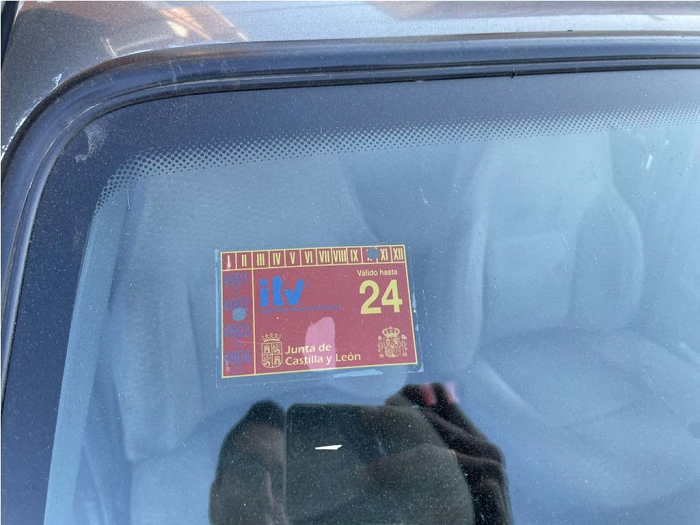 I II III IV V VI VII VIII IX X XI XII
itv
Válido hasta
24
Junta de
Castilla y León